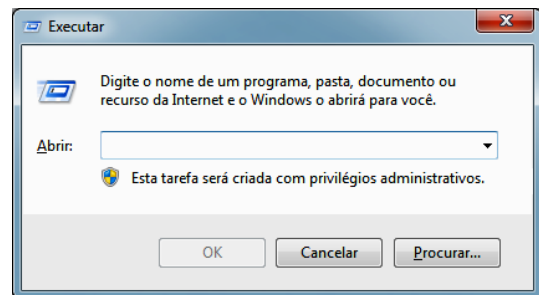 Executar
Digite o nome de um programa, pasta, documento ou
recurso da Internet e o Windows o abrirá para você.
Abrir:
Esta tarefa será criada com privilégios administrativos.
OK Cancelar Procurar...